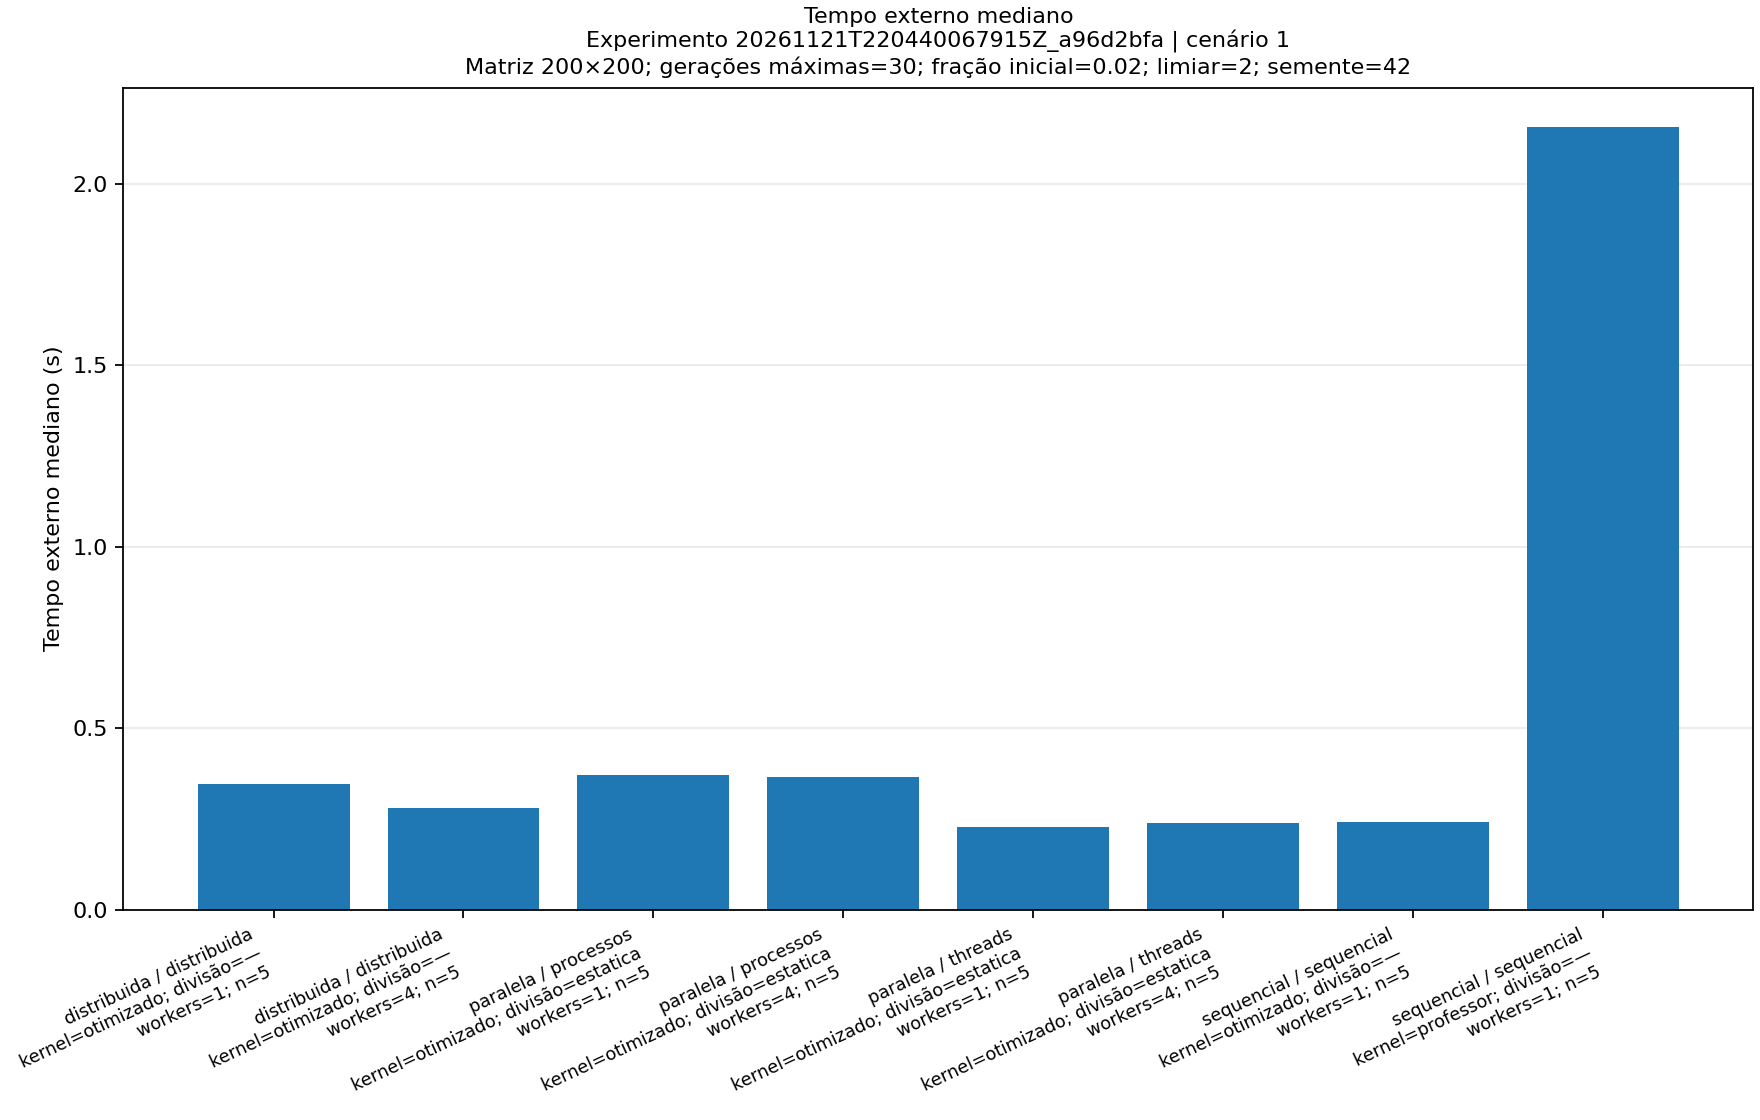 Tempo externo mediano
Experimento 20261121T220440067915Z_a96d2bfa | cenário 1
Matriz 200×200; gerações máximas=30; fração inicial=0.02; limiar=2; semente=42
Tempo externo mediano (s)
2.0
1.5
1.0
0.5
0.0
distribuida / distribuida
kernel=otimizado; divisão=—
workers=1; n=5
distribuida / distribuida
kernel=otimizado; divisão=—
workers=4; n=5
paralela / processos
kernel=otimizado; divisão=estatica
workers=1; n=5
paralela / processos
kernel=otimizado; divisão=estatica
workers=4; n=5
paralela / threads
kernel=otimizado; divisão=estatica
workers=1; n=5
paralela / threads
kernel=otimizado; divisão=estatica
workers=4; n=5
sequencial / sequencial
kernel=otimizado; divisão=—
workers=1; n=5
sequencial / sequencial
kernel=professor; divisão=—
workers=1; n=5